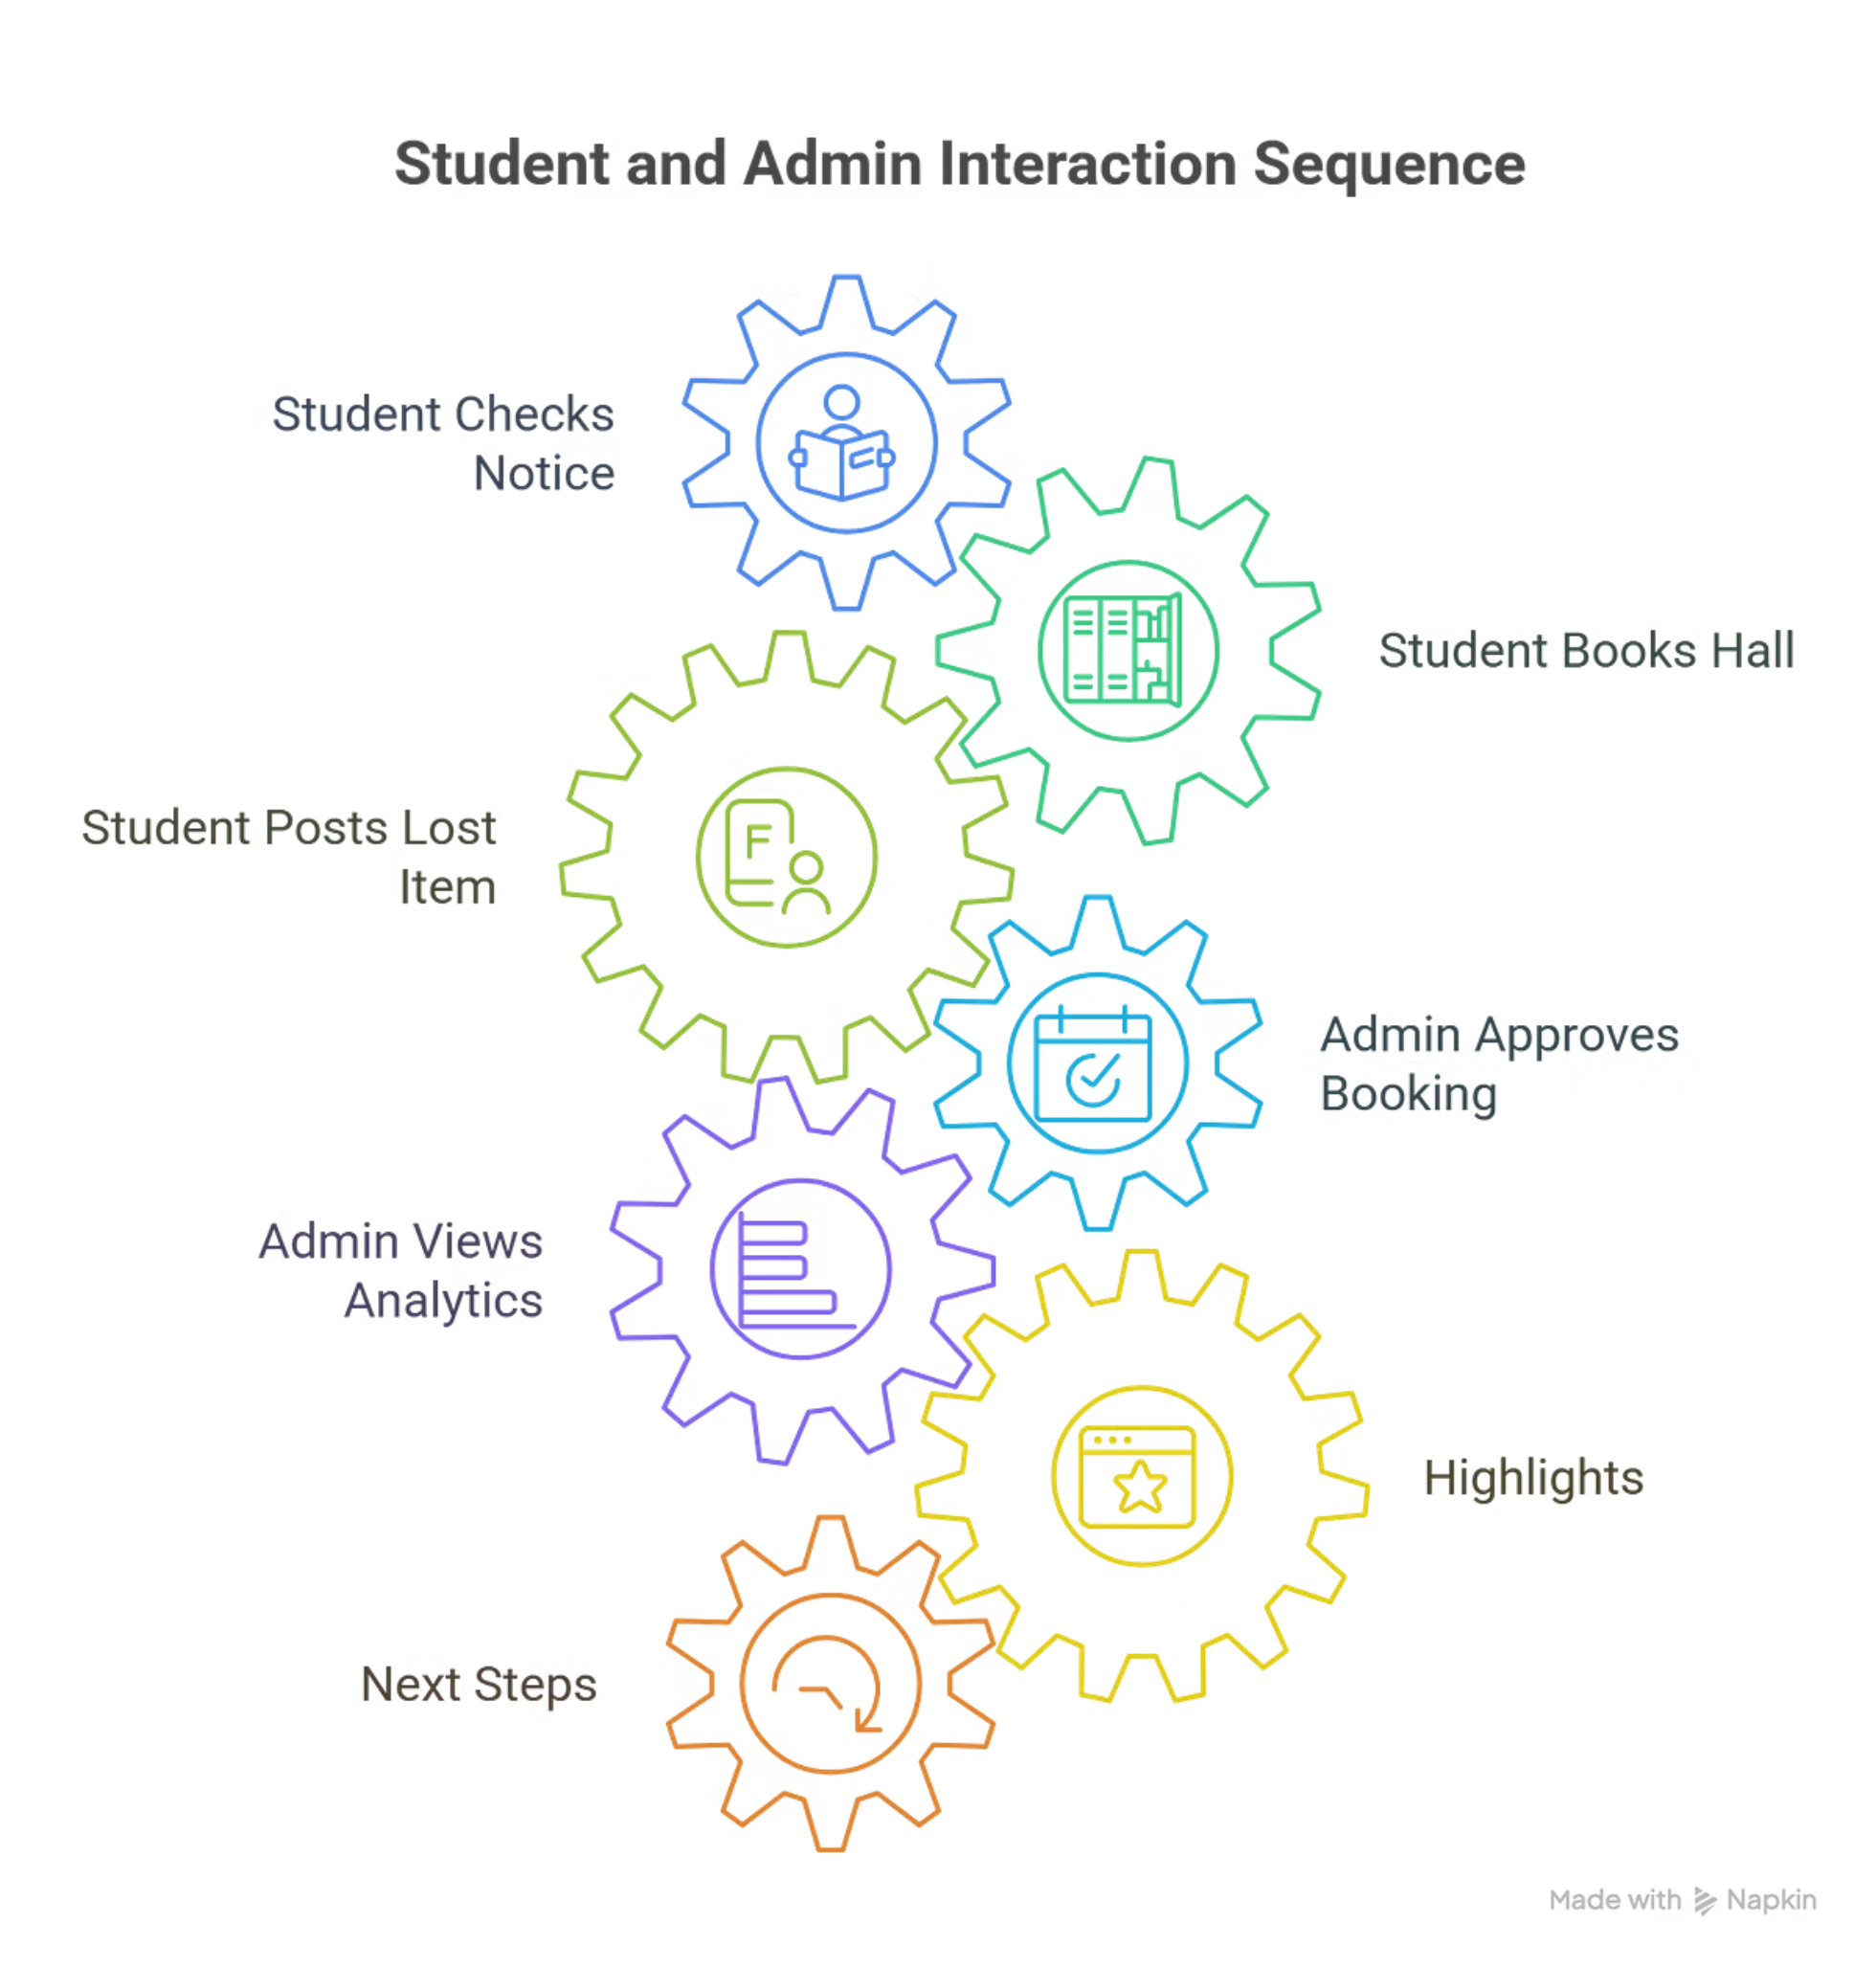 Student and Admin Interaction Sequence
Student Checks
Notice
Student Books Hall
Student Posts Lost
Item
F
Admin Approves
Booking
Admin Views
Analytics
Highlights
Next Steps
Made with Napkin